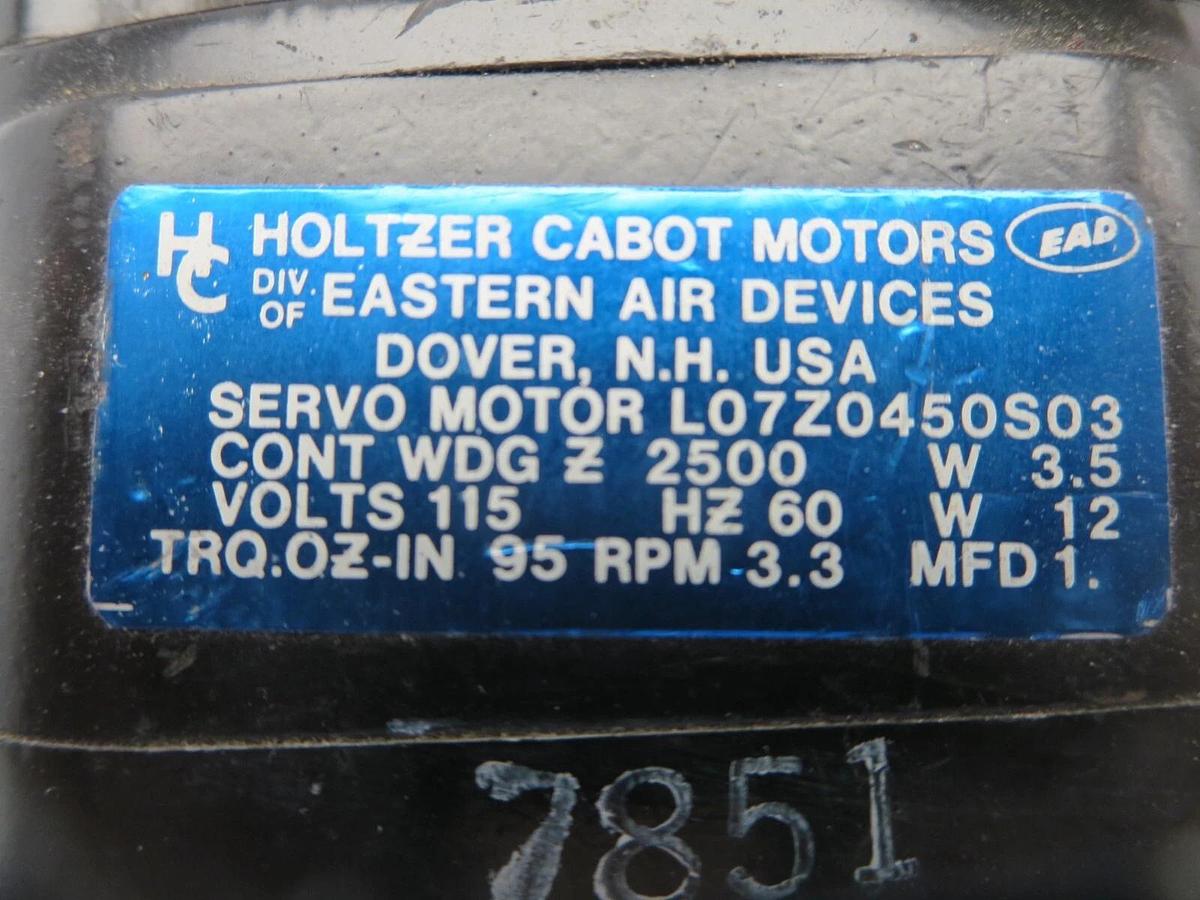 HC HOLTZER CABOT MOTORS EAD
DIV. OF EASTERN AIR DEVICES
DOVER, N.H. USA
SERVO MOTOR L07Z0450S03
CONT WDG Z 2500 W 3.5
VOLTS 115 HZ 60 W 12
TRQ.OZ-IN 95 RPM 3.3 MFD 1.
7851